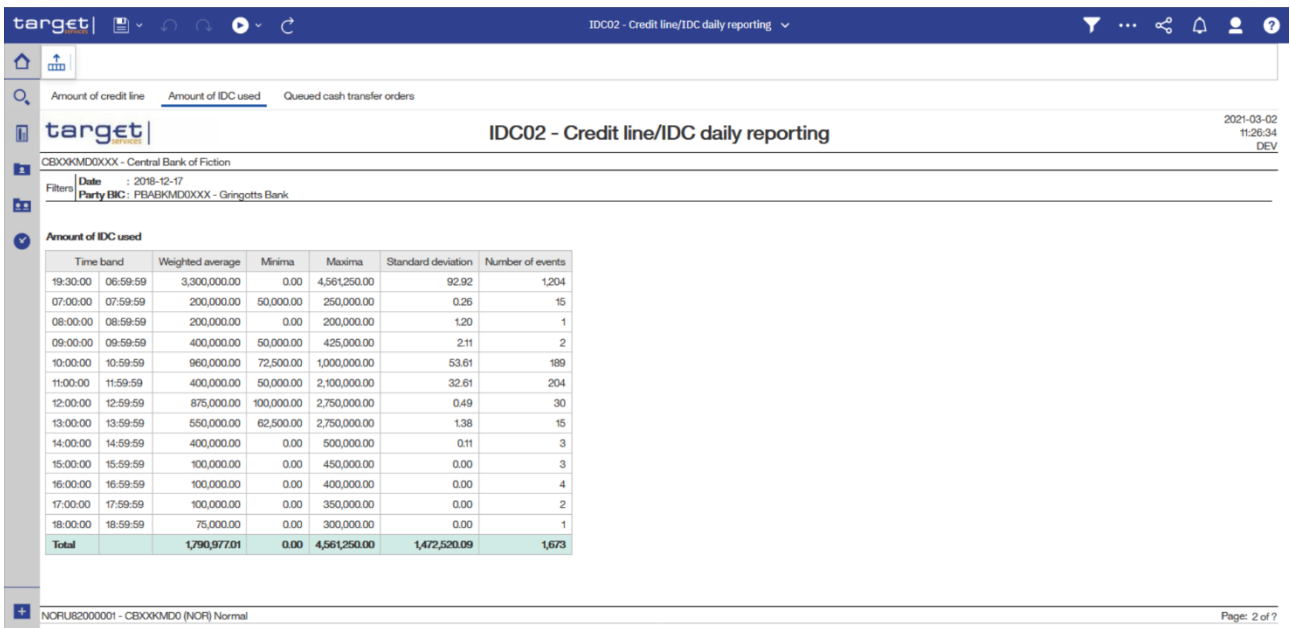 target| IDC02 - Credit line/IDC daily reporting
services
Amount of credit line Amount of IDC used Queued cash transfer orders
target| IDC02 - Credit line/IDC daily reporting 2021-03-02
services 11:26:34
DEV
CBXXKMD0XXX - Central Bank of Fiction
Filters Date : 2018-12-17
Party BIC : PBABKMD0XXX - Gringotts Bank
Amount of IDC used
Time band Weighted average Minima Maxima Standard deviation Number of events
19:30:00 06:59:59 3,300,000.00 0.00 4,561,250.00 92.92 1,204
07:00:00 07:59:59 200,000.00 50,000.00 250,000.00 0.26 15
08:00:00 08:59:59 200,000.00 0.00 200,000.00 1.20 1
09:00:00 09:59:59 400,000.00 50,000.00 425,000.00 2.11 2
10:00:00 10:59:59 960,000.00 72,500.00 1,000,000.00 53.61 189
11:00:00 11:59:59 400,000.00 50,000.00 2,100,000.00 32.61 204
12:00:00 12:59:59 875,000.00 100,000.00 2,750,000.00 0.49 30
13:00:00 13:59:59 550,000.00 62,500.00 2,750,000.00 1.38 15
14:00:00 14:59:59 400,000.00 0.00 500,000.00 0.11 3
15:00:00 15:59:59 100,000.00 0.00 450,000.00 0.00 3
16:00:00 16:59:59 100,000.00 0.00 400,000.00 0.00 4
17:00:00 17:59:59 100,000.00 0.00 350,000.00 0.00 2
18:00:00 18:59:59 75,000.00 0.00 300,000.00 0.00 1
Total 1,790,977.01 0.00 4,561,250.00 1,472,520.09 1,673
NORU82000001 - CBXXKMD0 (NOR) Normal Page: 2 of ?